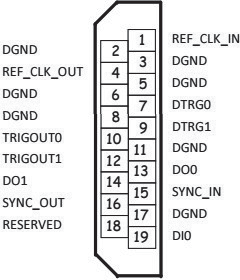 1 REF_CLK_IN
DGND 2
3 DGND
REF_CLK_OUT 4
5 DGND
DGND 6
7 DTRG0
DGND 8
9 DTRG1
TRIGOUT0 10
11 DGND
TRIGOUT1 12
13 DO0
DO1 14
15 SYNC_IN
SYNC_OUT 16
17 DGND
RESERVED 18
19 DI0